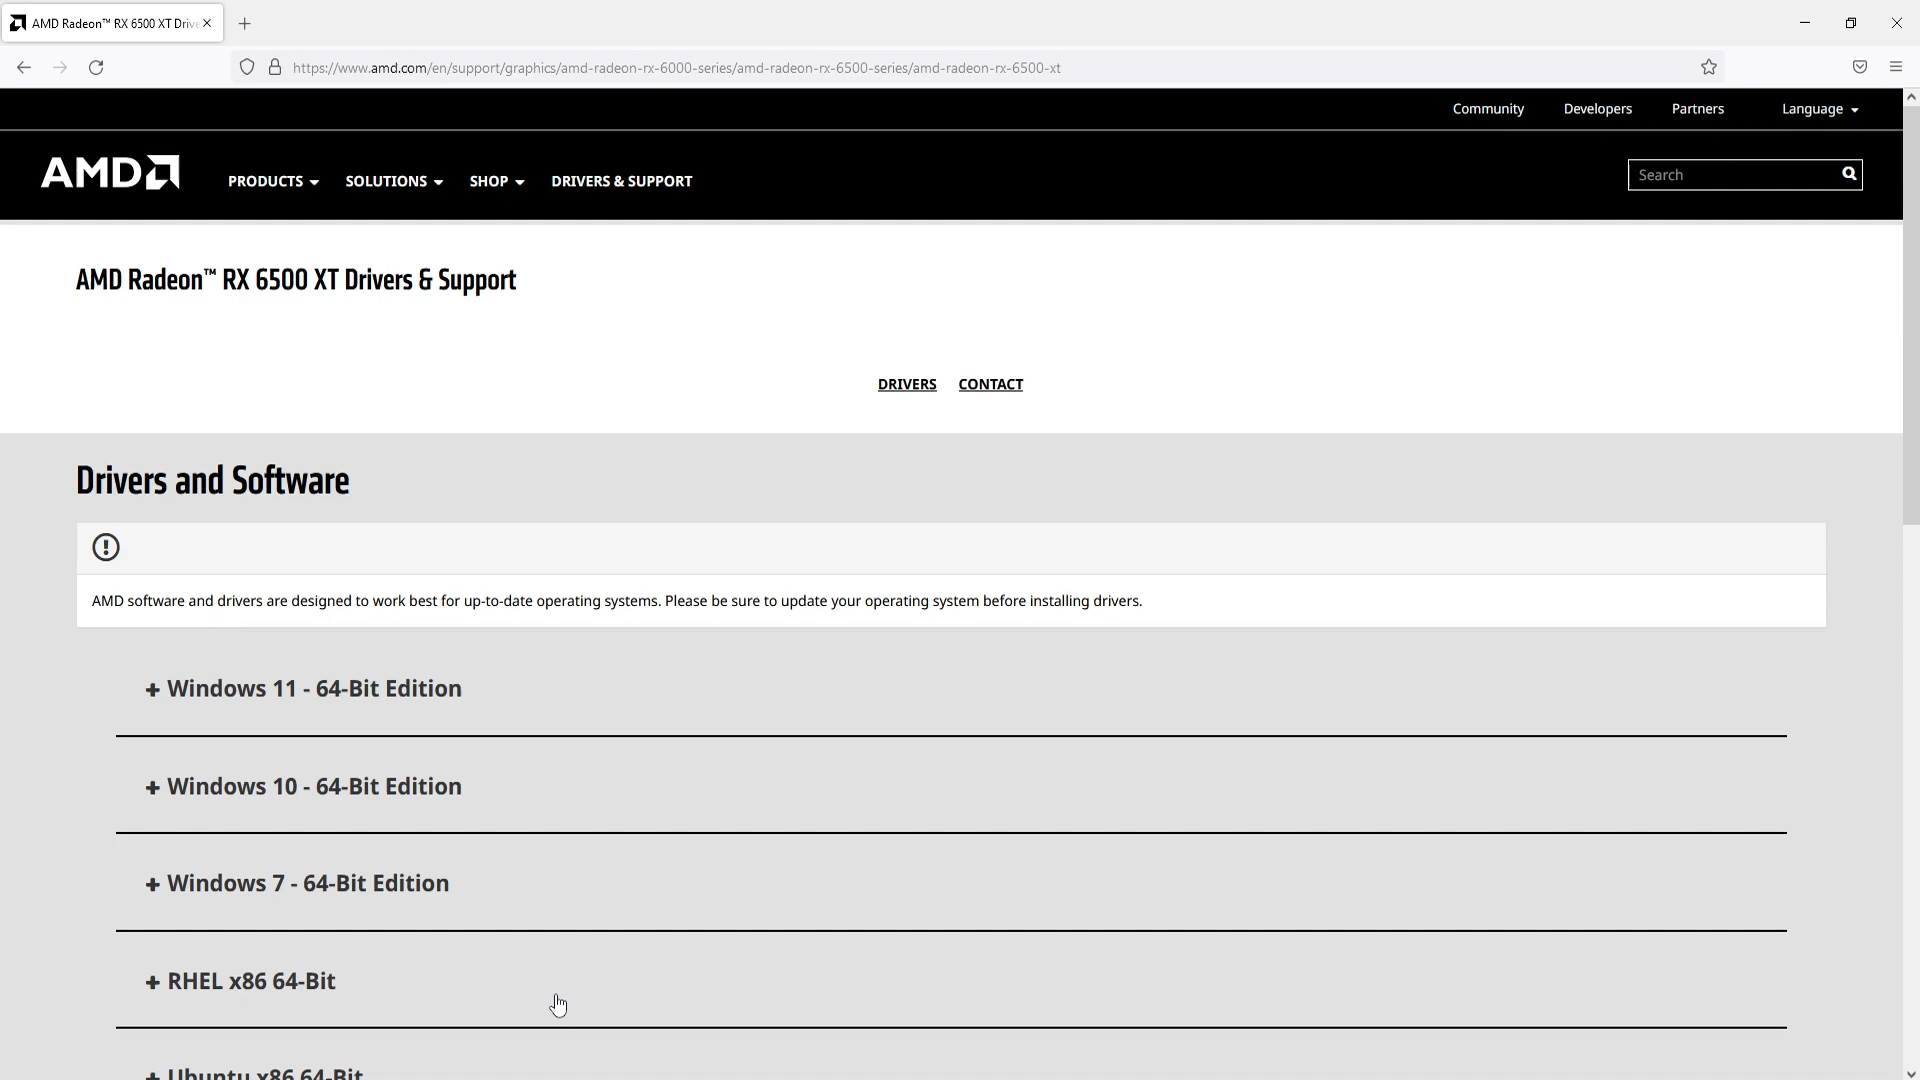 AMD Radeon™ RX 6500 XT Driv
https://www.amd.com/en/support/graphics/amd-radeon-rx-6000-series/amd-radeon-rx-6500-series/amd-radeon-rx-6500-xt
Community Developers Partners Language
AMD PRODUCTS SOLUTIONS SHOP DRIVERS & SUPPORT Search
AMD Radeon™ RX 6500 XT Drivers & Support
DRIVERS CONTACT
Drivers and Software
AMD software and drivers are designed to work best for up-to-date operating systems. Please be sure to update your operating system before installing drivers.
+ Windows 11 - 64-Bit Edition
+ Windows 10 - 64-Bit Edition
+ Windows 7 - 64-Bit Edition
+ RHEL x86 64-Bit
+ Ubuntu x86 64-Bit